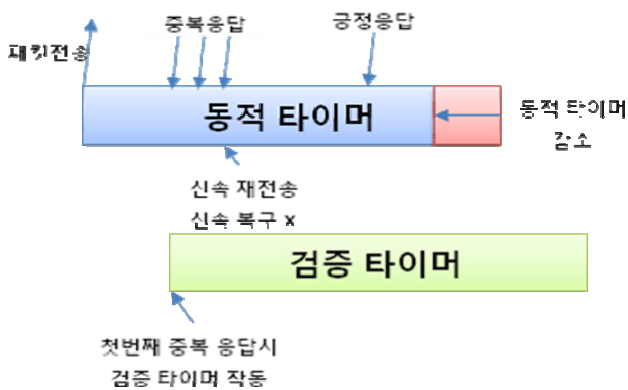 패킷전송
중복응답
긍정응답
동적 타이머
동적 타이머
감소
신속 재전송
신속 복구 x
검증 타이머
첫번째 중복 응답시
검증 타이머 작동